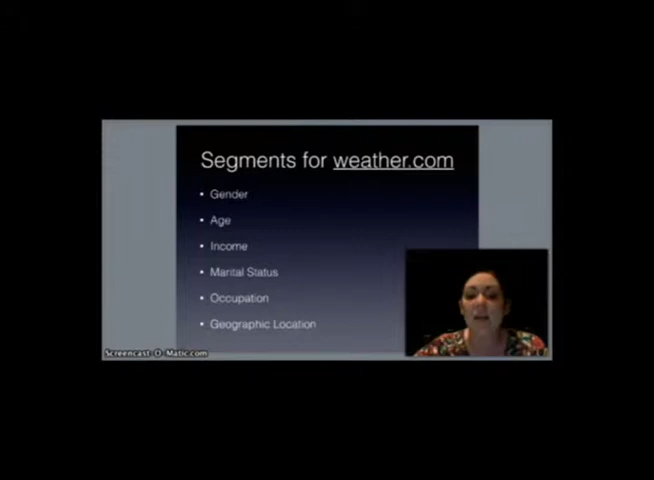 Segments for weather.com
• Gender
• Age
• Income
• Marital Status
• Occupation
• Geographic Location
Screencast-O-Matic.com